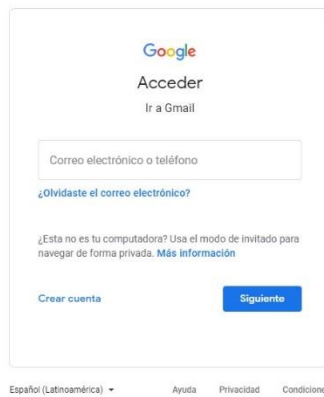 Google
Acceder
Ir a Gmail
Correo electrónico o teléfono
¿Olvidaste el correo electrónico?
¿Esta no es tu computadora? Usa el modo de invitado para
navegar de forma privada. Más información
Crear cuenta
Siguiente
Español (Latinoamérica)
Ayuda
Privacidad
Condicione